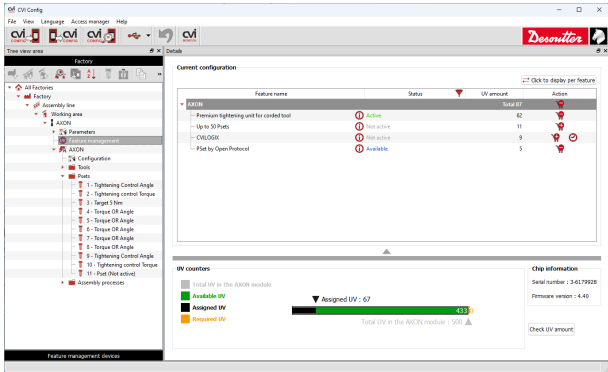 CVI Config
File View Language Access manager Help
CVI CONFIG CVI CONFIG CVI CONFIG CVI MONITOR Desoutter
Tree view area
Details
Factory
All Factories
Factory
Assembly line
Working area
AXON
Parameters
Feature management
AXON
Configuration
Tools
Psets
1 - Tightening Control Angle
2 - Tightening control Torque
3 - Target 5 Nm
4 - Torque OR Angle
5 - Torque OR Angle
6 - Torque OR Angle
7 - Torque OR Angle
8 - Torque OR Angle
9 - Tightening Control Angle
10 - Tightening control Torque
11 - Pset (Not active)
Assembly processes
Feature management devices
Current configuration
Click to display per feature
Feature name Status UV amount Action
AXON Total 87
Premium tightening unit for corded tool Active 62
Up to 50 Psets Not active 11
CVILOGIX Not active 9
PSet by Open Protocol Available 5
UV counters
Total UV in the AXON module
Available UV
Assigned UV
Required UV
Assigned UV : 67
433
Total UV in the AXON module : 500
Chip information
Serial number : 3-6179928
Firmware version : 4.40
Check UV amount